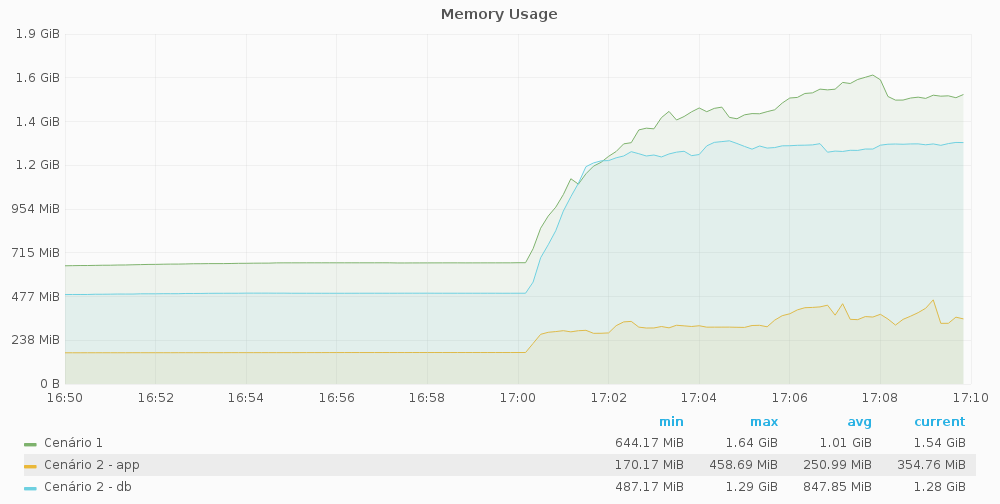 Memory Usage
1.9 GiB
1.6 GiB
1.4 GiB
1.2 GiB
954 MiB
715 MiB
477 MiB
238 MiB
0 B
16:50 16:52 16:54 16:56 16:58 17:00 17:02 17:04 17:06 17:08 17:10
min max avg current
Cenário 1 644.17 MiB 1.64 GiB 1.01 GiB 1.54 GiB
Cenário 2 - app 170.17 MiB 458.69 MiB 250.99 MiB 354.76 MiB
Cenário 2 - db 487.17 MiB 1.29 GiB 847.85 MiB 1.28 GiB